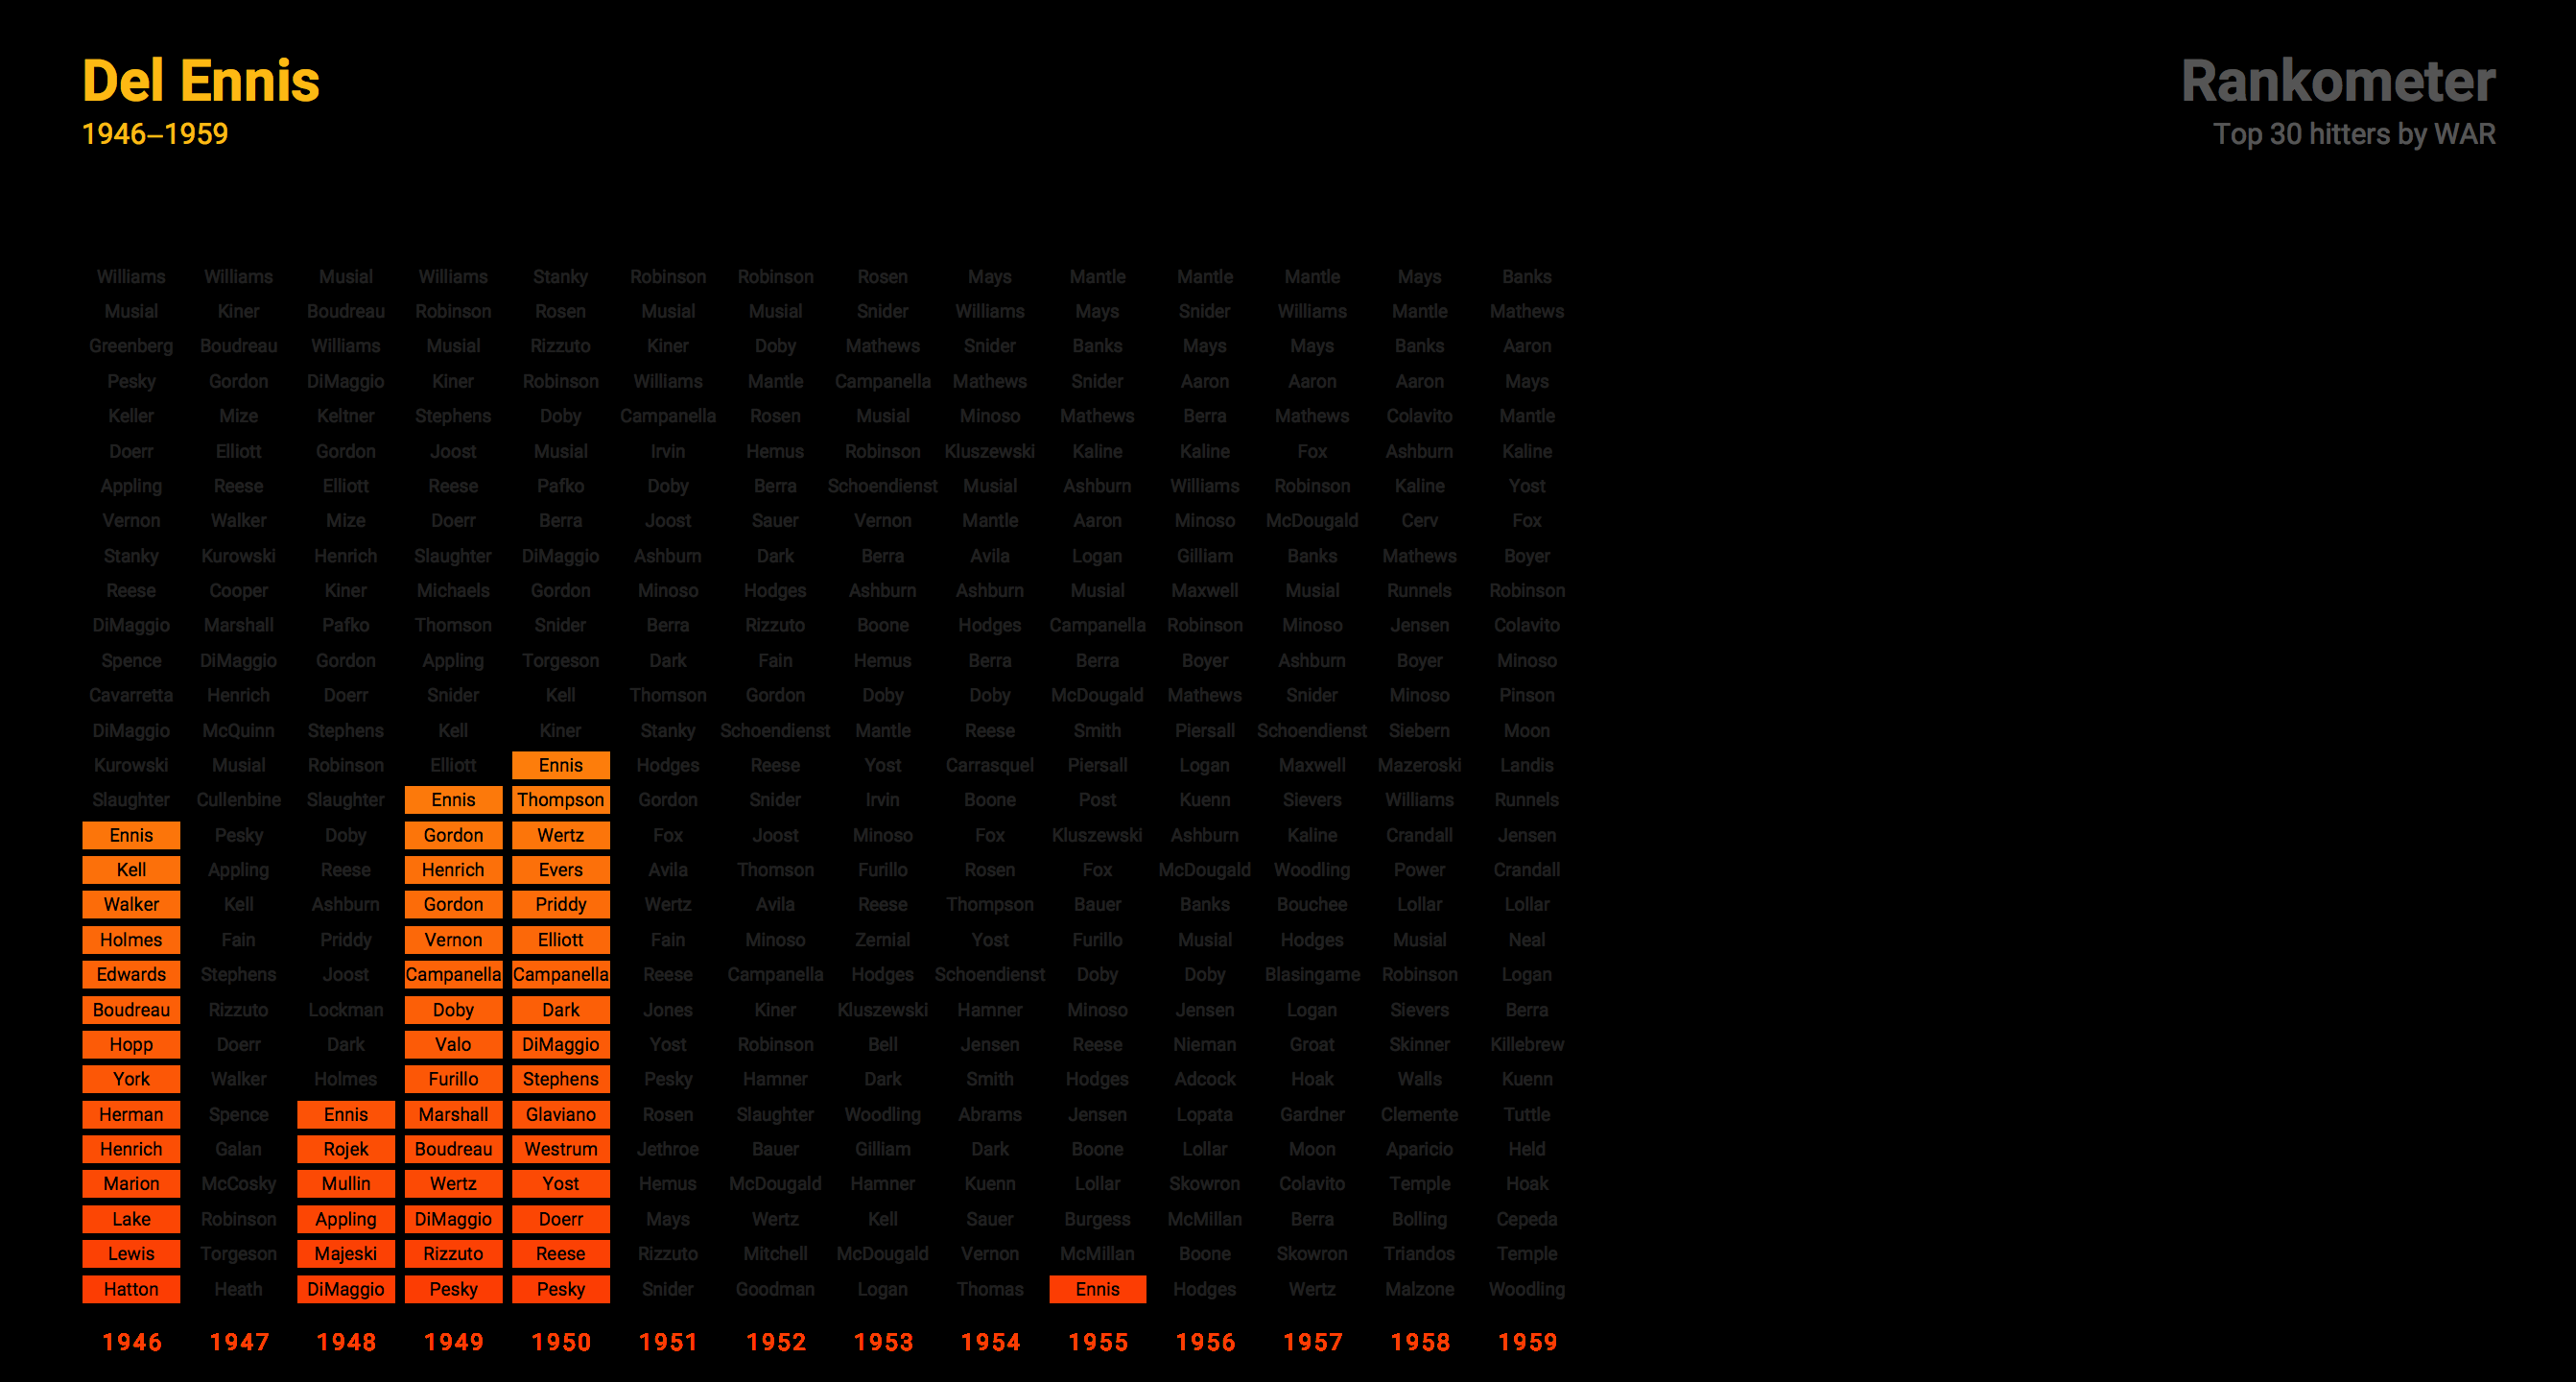 Del Ennis
1946–1959
Rankometer
Top 30 hitters by WAR
Williams Williams Musial Williams Stanky Robinson Robinson Rosen Mays Mantle Mantle Mantle Mays Banks
Musial Kiner Boudreau Robinson Rosen Musial Musial Snider Williams Mays Snider Williams Mantle Mathews
Greenberg Boudreau Williams Musial Rizzuto Kiner Doby Mathews Snider Banks Mays Mays Banks Aaron
Pesky Gordon DiMaggio Kiner Robinson Williams Mantle Campanella Mathews Snider Aaron Aaron Aaron Mays
Keller Mize Keltner Stephens Doby Campanella Rosen Musial Minoso Mathews Berra Mathews Colavito Mantle
Doerr Elliott Gordon Joost Musial Irvin Hemus Robinson Kluszewski Kaline Kaline Fox Ashburn Kaline
Appling Reese Elliott Reese Pafko Doby Berra Schoendienst Musial Ashburn Williams Robinson Kaline Yost
Vernon Walker Mize Doerr Berra Joost Sauer Vernon Mantle Aaron Minoso McDougald Cerv Fox
Stanky Kurowski Henrich Slaughter DiMaggio Ashburn Dark Berra Avila Logan Gilliam Banks Mathews Boyer
Reese Cooper Kiner Michaels Gordon Minoso Hodges Ashburn Ashburn Musial Maxwell Musial Runnels Robinson
DiMaggio Marshall Pafko Thomson Snider Berra Rizzuto Boone Hodges Campanella Robinson Minoso Jensen Colavito
Spence DiMaggio Gordon Appling Torgeson Dark Fain Hemus Berra Berra Boyer Ashburn Boyer Minoso
Cavarretta Henrich Doerr Snider Kell Thomson Gordon Doby Doby McDougald Mathews Snider Minoso Pinson
DiMaggio McQuinn Stephens Kell Kiner Stanky Schoendienst Mantle Reese Smith Piersall Schoendienst Siebern Moon
Kurowski Musial Robinson Elliott Ennis Hodges Reese Yost Carrasquel Piersall Logan Maxwell Mazeroski Landis
Slaughter Cullenbine Slaughter Ennis Thompson Gordon Snider Irvin Boone Post Kuenn Sievers Williams Runnels
Ennis Pesky Doby Gordon Wertz Fox Joost Minoso Fox Kluszewski Ashburn Kaline Crandall Jensen
Kell Appling Reese Henrich Evers Avila Thomson Furillo Rosen Fox McDougald Woodling Power Crandall
Walker Kell Ashburn Gordon Priddy Wertz Avila Reese Thompson Bauer Banks Bouchee Lollar Lollar
Holmes Fain Priddy Vernon Elliott Fain Minoso Zernial Yost Furillo Musial Hodges Musial Neal
Edwards Stephens Joost Campanella Campanella Reese Campanella Hodges Schoendienst Doby Doby Blasingame Robinson Logan
Boudreau Rizzuto Lockman Doby Dark Jones Kiner Kluszewski Hamner Minoso Jensen Logan Sievers Berra
Hopp Doerr Dark Valo DiMaggio Yost Robinson Bell Jensen Reese Nieman Groat Skinner Killebrew
York Walker Holmes Furillo Stephens Pesky Hamner Dark Smith Hodges Adcock Hoak Walls Kuenn
Herman Spence Ennis Marshall Glaviano Rosen Slaughter Woodling Abrams Jensen Lopata Gardner Clemente Tuttle
Henrich Galan Rojek Boudreau Westrum Jethroe Bauer Gilliam Dark Boone Lollar Moon Aparicio Held
Marion McCosky Mullin Wertz Yost Hemus McDougald Hamner Kuenn Lollar Skowron Colavito Temple Hoak
Lake Robinson Appling DiMaggio Doerr Mays Wertz Kell Sauer Burgess McMillan Berra Bolling Cepeda
Lewis Torgeson Majeski Rizzuto Reese Rizzuto Mitchell McDougald Vernon McMillan Boone Skowron Triandos Temple
Hatton Heath DiMaggio Pesky Pesky Snider Goodman Logan Thomas Ennis Hodges Wertz Malzone Woodling
1946 1947 1948 1949 1950 1951 1952 1953 1954 1955 1956 1957 1958 1959